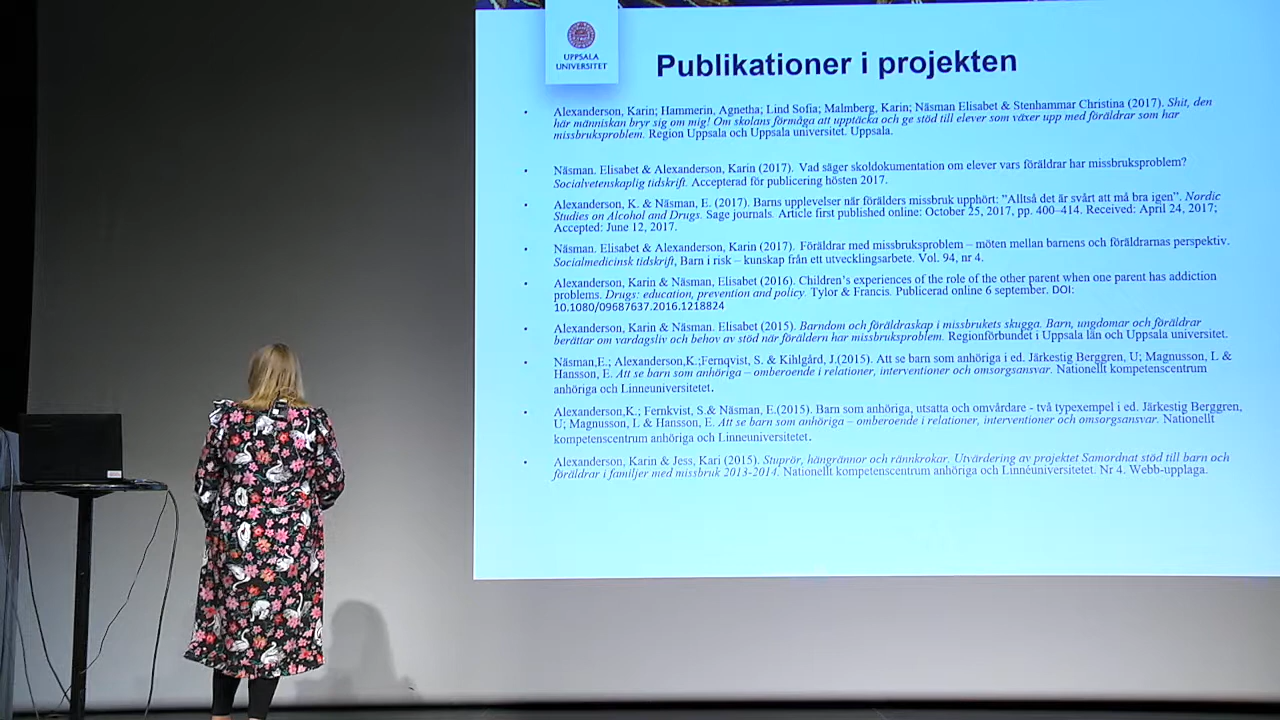 UPPSALA
UNIVERSITET
Publikationer i projekten
• Alexanderson, Karin; Hammerin, Agnetha; Lind Sofia; Malmberg, Karin; Näsman Elisabet & Stenhammar Christina (2017). Shit, den
här människan bryr sig om mig! Om skolans förmåga att upptäcka och ge stöd till elever som växer upp med föräldrar som har
missbruksproblem. Region Uppsala och Uppsala universitet. Uppsala.
• Näsman. Elisabet & Alexanderson, Karin (2017). Vad säger skoldokumentation om elever vars föräldrar har missbruksproblem?
Socialvetenskaplig tidskrift. Accepterad för publicering hösten 2017.
• Alexanderson, K. & Näsman, E. (2017). Barns upplevelser när förälders missbruk upphört: ”Alltså det är svårt att må bra igen”. Nordic
Studies on Alcohol and Drugs. Sage journals. Article first published online: October 25, 2017, pp. 400–414. Received: April 24, 2017;
Accepted: June 12, 2017.
• Näsman. Elisabet & Alexanderson, Karin (2017). Föräldrar med missbruksproblem – möten mellan barnens och föräldrarnas perspektiv.
Socialmedicinsk tidskrift, Barn i risk – kunskap från ett utvecklingsarbete. Vol. 94, nr 4.
• Alexanderson, Karin & Näsman, Elisabet (2016). Children’s experiences of the role of the other parent when one parent has addiction
problems. Drugs: education, prevention and policy. Tylor & Francis. Publicerad online 6 september. DOI:
10.1080/09687637.2016.1218824
• Alexanderson, Karin & Näsman. Elisabet (2015). Barndom och föräldraskap i missbrukets skugga. Barn, ungdomar och föräldrar
berättar om vardagsliv och behov av stöd när föräldern har missbruksproblem. Regionförbundet i Uppsala län och Uppsala universitet.
• Näsman,E.; Alexanderson,K.;Fernqvist, S. & Kihlgård, J.(2015). Att se barn som anhöriga i ed. Järkestig Berggren, U; Magnusson, L &
Hansson, E. Att se barn som anhöriga – omberoende i relationer, interventioner och omsorgsansvar. Nationellt kompetenscentrum
anhöriga och Linneuniversitetet.
• Alexanderson,K.; Fernkvist, S.& Näsman, E.(2015). Barn som anhöriga, utsatta och omvårdare - två typexempel i ed. Järkestig Berggren,
U; Magnusson, L & Hansson, E. Att se barn som anhöriga – omberoende i relationer, interventioner och omsorgsansvar. Nationellt
kompetenscentrum anhöriga och Linneuniversitetet.
• Alexanderson, Karin & Jess, Kari (2015). Stuprör, hängrännor och rännkrokar. Utvärdering av projektet Samordnat stöd till barn och
föräldrar i familjer med missbruk 2013-2014. Nationellt kompetenscentrum anhöriga och Linnéuniversitetet. Nr 4. Webb-upplaga.